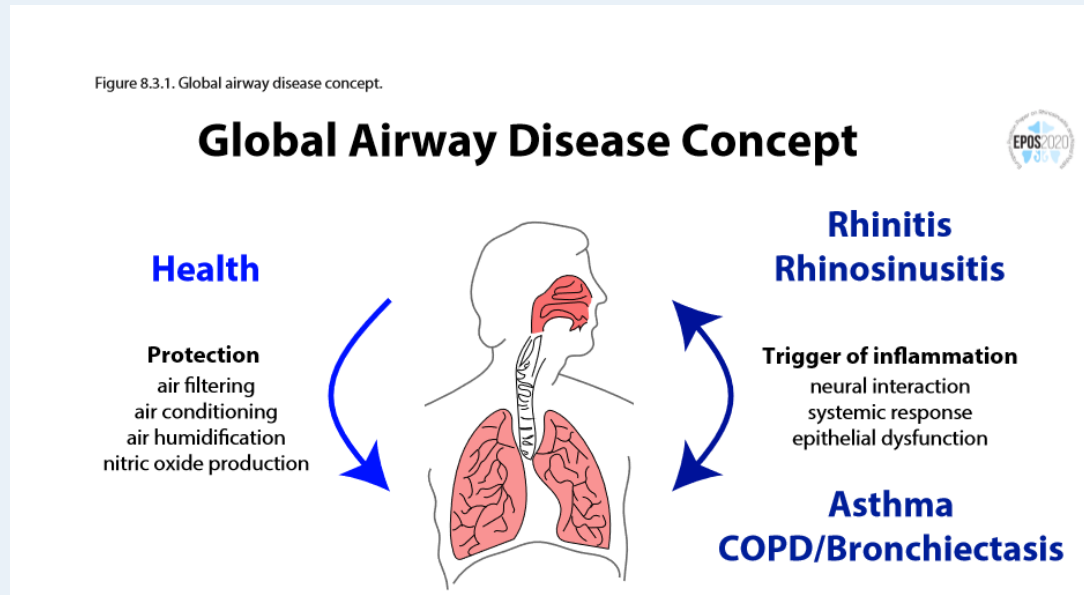 Figure 8.3.1. Global airway disease concept.
Global Airway Disease Concept
EPOS2020
Health
Protection
air filtering
air conditioning
air humidification
nitric oxide production
Rhinitis
Rhinosinusitis
Trigger of inflammation
neural interaction
systemic response
epithelial dysfunction
Asthma
COPD/Bronchiectasis